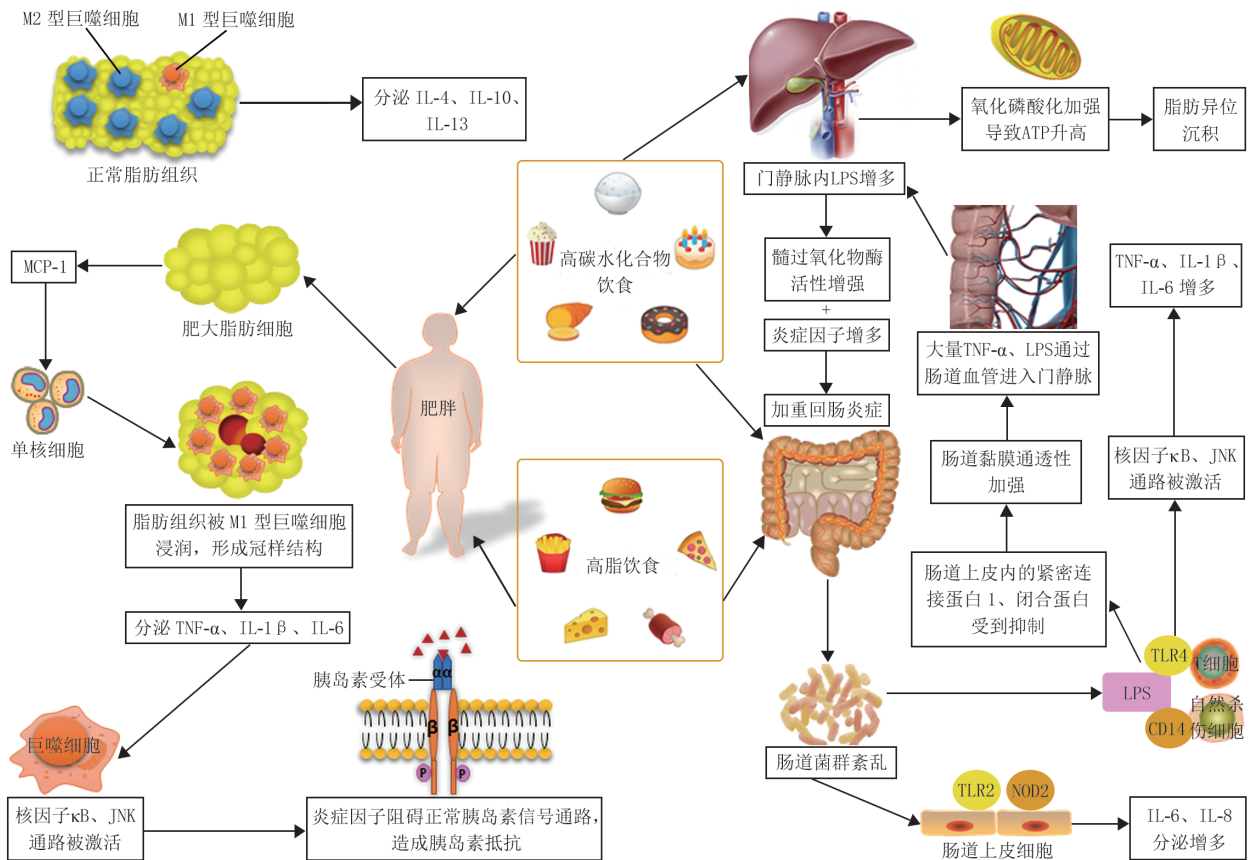 M2 型巨噬细胞
M1 型巨噬细胞
分泌 IL-4、IL-10、
IL-13
正常脂肪组织
MCP-1
肥大脂肪细胞
单核细胞
脂肪组织被 M1 型巨噬细胞
浸润，形成冠样结构
分泌 TNF-α、IL-1β、IL-6
巨噬细胞
核因子κB、JNK
通路被激活
胰岛素受体
αα
β
β
P
P
炎症因子阻碍正常胰岛素信号通路，
造成胰岛素抵抗
肥胖
高碳水化合物
饮食
高脂饮食
氧化磷酸化加强
导致ATP升高
脂肪异位
沉积
门静脉内LPS增多
髓过氧化物酶
活性增强
+
炎症因子增多
加重回肠炎症
大量TNF-α、LPS通过
肠道血管进入门静脉
肠道黏膜通透性
加强
肠道上皮内的紧密连
接蛋白 1、闭合蛋白
受到抑制
TNF-α、IL-1β、
IL-6 增多
核因子κB、JNK
通路被激活
TLR4
T细胞
LPS
CD14
自然杀
伤细胞
肠道菌群紊乱
TLR2
NOD2
肠道上皮细胞
IL-6、IL-8
分泌增多